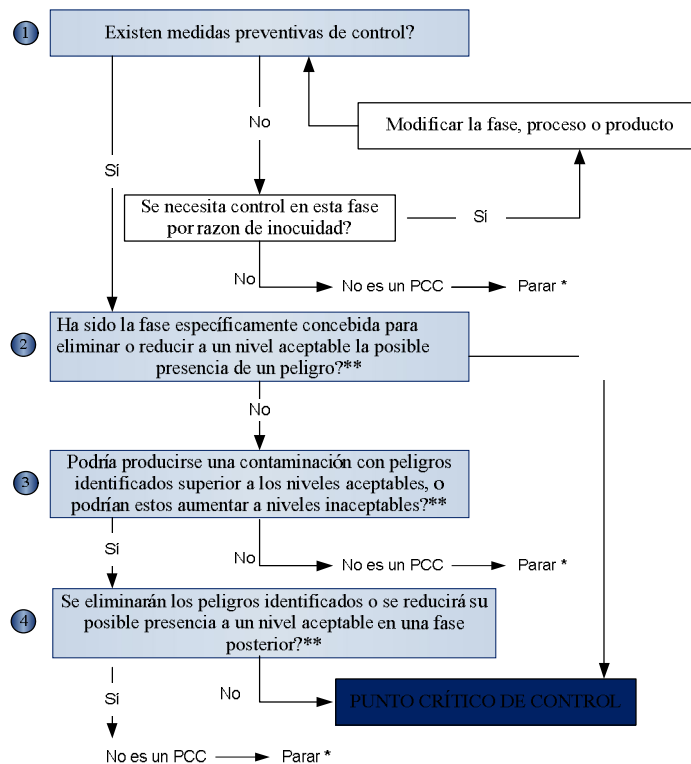 1
Existen medidas preventivas de control?
No
Modificar la fase, proceso o producto
Sí
Se necesita control en esta fase
por razon de inocuidad?
Sí
No
No es un PCC
Parar *
2
Ha sido la fase específicamente concebida para
eliminar o reducir a un nivel aceptable la posible
presencia de un peligro?**
No
3
Podría producirse una contaminación con peligros
identificados superior a los niveles aceptables, o
podrían estos aumentar a niveles inaceptables?**
Sí
No
No es un PCC
Parar *
4
Se eliminarán los peligros identificados o se reducirá su
posible presencia a un nivel aceptable en una fase
posterior?**
Sí
No
PUNTO CRÍTICO DE CONTROL
No es un PCC
Parar *